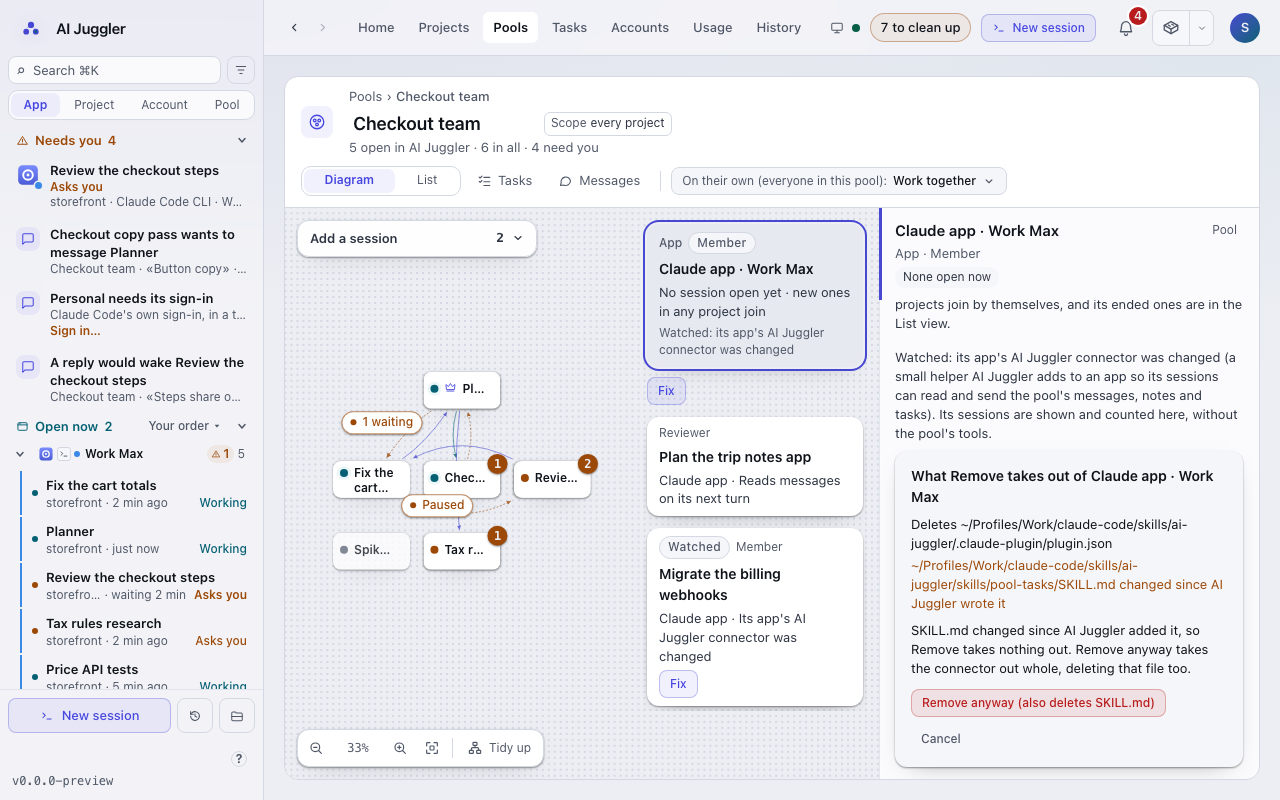 AI Juggler
Search ⌘K
App Project Account Pool
Needs you 4
Review the checkout steps
Asks you
storefront · Claude Code CLI · W…
Checkout copy pass wants to
message Planner
Checkout team · «Button copy» ·…
Personal needs its sign-in
Claude Code's own sign-in, in a t…
Sign in…
A reply would wake Review the
checkout steps
Checkout team · «Steps share o…
Open now 2 Your order
Work Max 1 5
Fix the cart totals
storefront · 2 min ago Working
Planner
storefront · just now Working
Review the checkout steps
storefro… · waiting 2 min Asks you
Tax rules research
storefront · 2 min ago Asks you
Price API tests
storefront · 5 min ago Working
New session
?
v0.0.0-preview
Home Projects Pools Tasks Accounts Usage History
7 to clean up
New session
4
S
Pools › Checkout team
Checkout team
Scope every project
5 open in AI Juggler · 6 in all · 4 need you
Diagram List Tasks Messages
On their own (everyone in this pool): Work together
Add a session 2
Pl…
1 waiting
Fix the
cart…
Chec… 1
Revie… 2
Paused
Spik…
Tax r… 1
33%
Tidy up
App Member
Claude app · Work Max
No session open yet · new ones
in any project join
Watched: its app's AI Juggler
connector was changed
Fix
Reviewer
Plan the trip notes app
Claude app · Reads messages
on its next turn
Watched Member
Migrate the billing
webhooks
Claude app · Its app's AI
Juggler connector was
changed
Fix
Claude app · Work Max Pool
App · Member
None open now
projects join by themselves, and its ended ones are in the
List view.
Watched: its app's AI Juggler connector was changed (a
small helper AI Juggler adds to an app so its sessions
can read and send the pool's messages, notes and
tasks). Its sessions are shown and counted here, without
the pool's tools.
What Remove takes out of Claude app · Work
Max
Deletes ~/Profiles/Work/claude-code/skills/ai-
juggler/.claude-plugin/plugin.json
~/Profiles/Work/claude-code/skills/ai-
juggler/skills/pool-tasks/SKILL.md changed since AI
Juggler wrote it
SKILL.md changed since AI Juggler added it, so
Remove takes nothing out. Remove anyway takes
the connector out whole, deleting that file too.
Remove anyway (also deletes SKILL.md)
Cancel